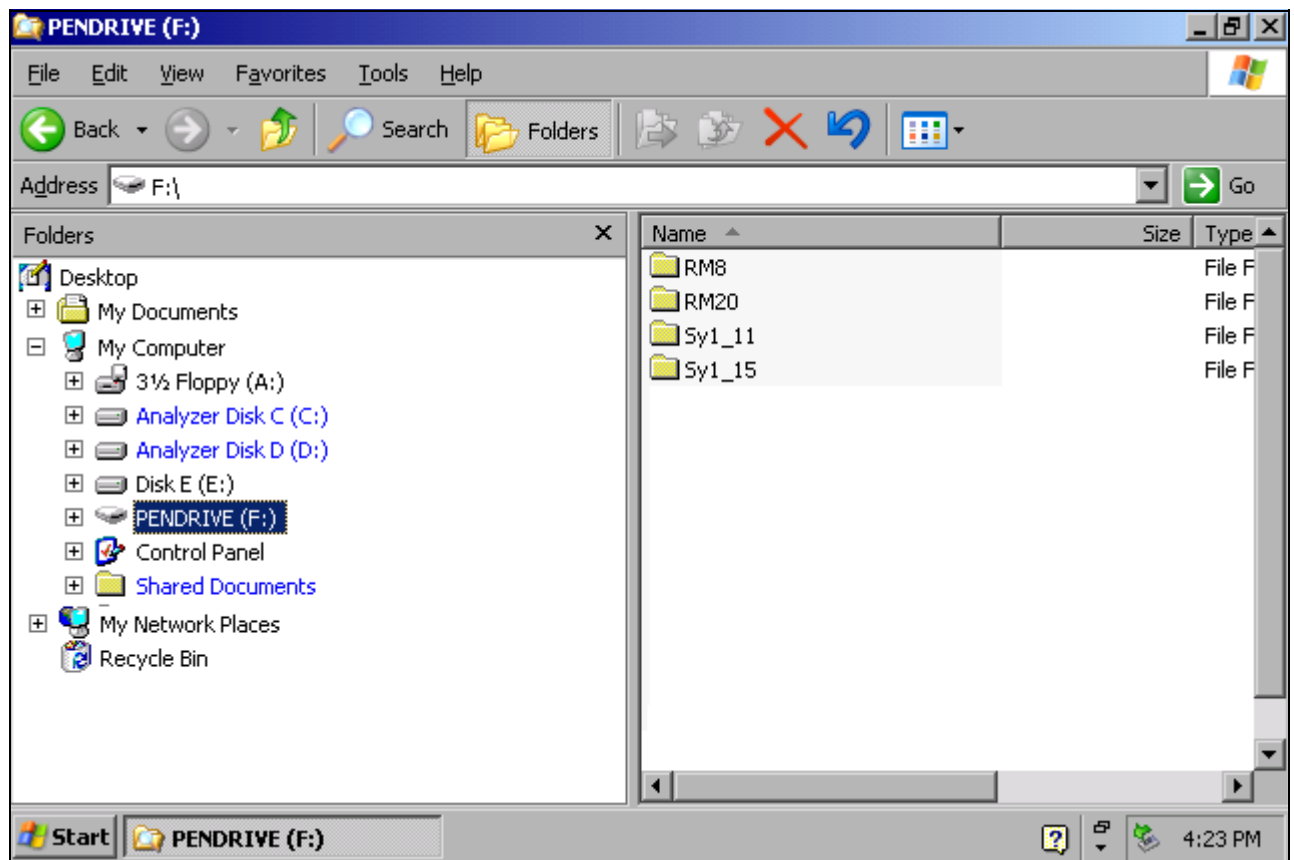 PENDRIVE (F:)
File Edit View Favorites Tools Help
Back Search Folders
Address F:\ Go
Folders
Desktop
My Documents
My Computer
3½ Floppy (A:)
Analyzer Disk C (C:)
Analyzer Disk D (D:)
Disk E (E:)
PENDRIVE (F:)
Control Panel
Shared Documents
My Network Places
Recycle Bin
Name Size Type
RM8 File F
RM20 File F
Sy1_11 File F
Sy1_15 File F
Start PENDRIVE (F:) 4:23 PM